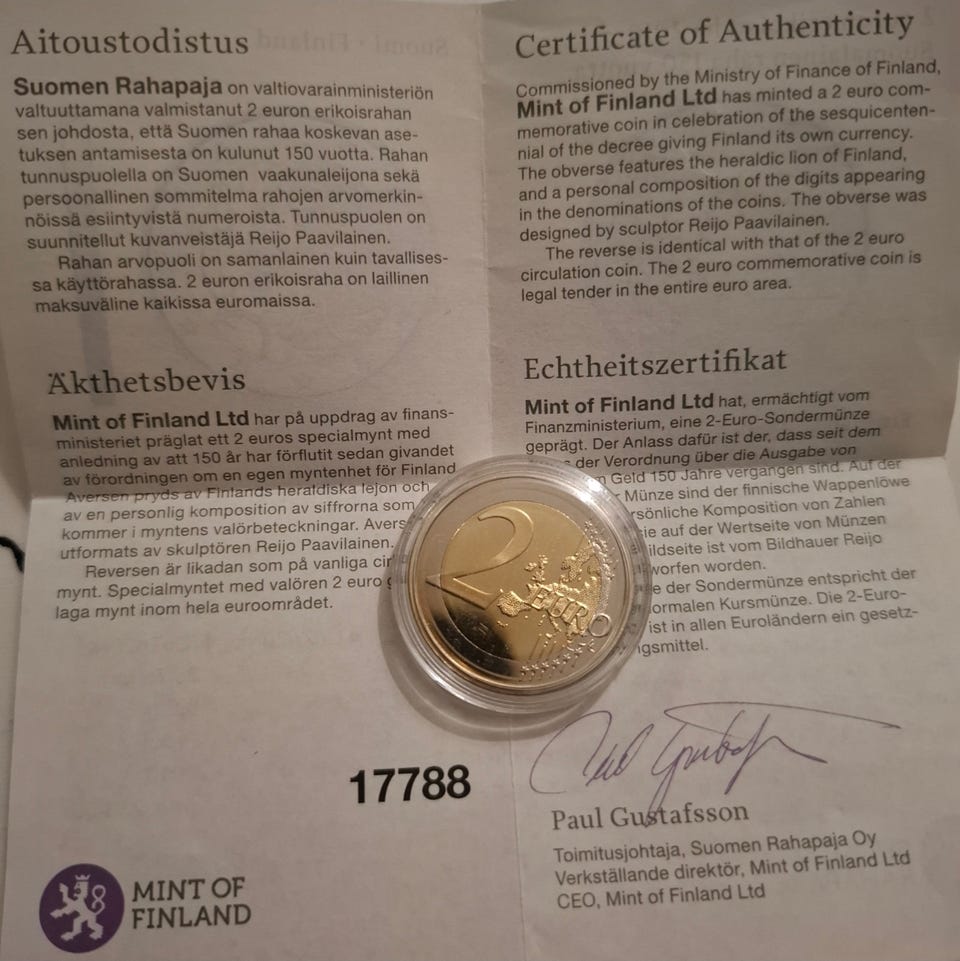 Aitoustodistus
Suomen Rahapaja on valtiovarainministeriön
valtuuttamana valmistanut 2 euron erikoisrahan
sen johdosta, että Suomen rahaa koskevan ase-
tuksen antamisesta on kulunut 150 vuotta. Rahan
tunnuspuolella on Suomen vaakunaleijona sekä
persoonallinen sommitelma rahojen arvomerkin-
nöissä esiintyvistä numeroista. Tunnuspuolen on
suunnitellut kuvanveistäjä Reijo Paavilainen.
Rahan arvopuoli on samanlainen kuin tavallises-
sa käyttörahassa. 2 euron erikoisraha on laillinen
maksuväline kaikissa euromaissa.
Certificate of Authenticity
Commissioned by the Ministry of Finance of Finland,
Mint of Finland Ltd has minted a 2 euro com-
memorative coin in celebration of the sesquicenten-
nial of the decree giving Finland its own currency.
The obverse features the heraldic lion of Finland,
and a personal composition of the digits appearing
in the denominations of the coins. The obverse was
designed by sculptor Reijo Paavilainen.
The reverse is identical with that of the 2 euro
circulation coin. The 2 euro commemorative coin is
legal tender in the entire euro area.
Äkthetsbevis
Mint of Finland Ltd har på uppdrag av finans-
ministeriet präglat ett 2 euros specialmynt med
anledning av att 150 år har förflutit sedan givandet
av förordningen om en egen myntenhet för Finland
Aversen pryds av Finlands heraldiska lejon och
av en personlig komposition av siffrorna som
kommer i myntens valörbeteckningar. Avers
utformats av skulptören Reijo Paavilainen.
Reversen är likadan som på vanliga cir
mynt. Specialmyntet med valören 2 euro
laga mynt inom hela euroområdet.
Echtheitszertifikat
Mint of Finland Ltd hat, ermächtigt vom
Finanzministerium, eine 2-Euro-Sondermünze
geprägt. Der Anlass dafür ist der, dass seit dem
der Verordnung über die Ausgabe von
Geld 150 Jahre vergangen sind. Auf der
Münze sind der finnische Wappenlöwe
rsönliche Komposition von Zahlen
ie auf der Wertseite von Münzen
ildseite ist vom Bildhauer Reijo
worfen worden.
e der Sondermünze entspricht der
ormalen Kursmünze. Die 2-Euro-
ist in allen Euroländern ein gesetz-
gsmittel.
2 EURO
17788
Paul Gustafsson
Toimitusjohtaja, Suomen Rahapaja Oy
Verkställande direktör, Mint of Finland Ltd
CEO, Mint of Finland Ltd
MINT OF
FINLAND